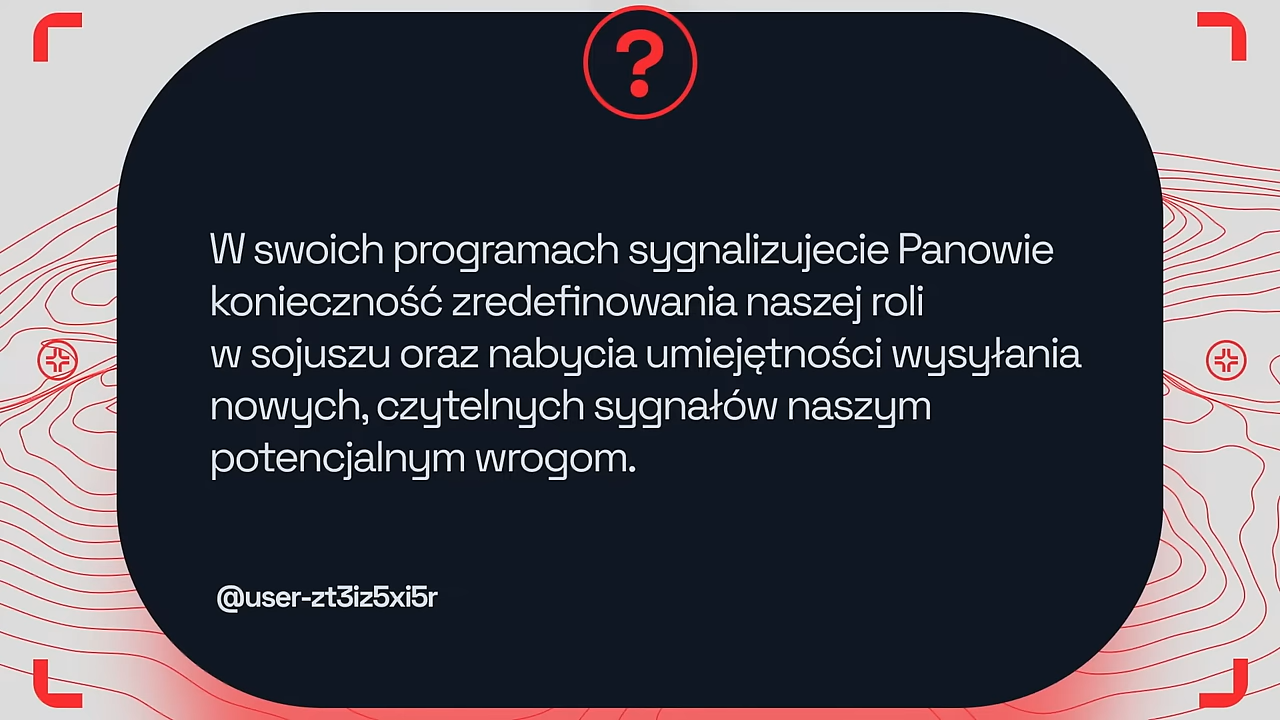 ?
W swoich programach sygnalizujecie Panowie
konieczność zredefinowania naszej roli
w sojuszu oraz nabycia umiejętności wysyłania
nowych, czytelnych sygnałów naszym
potencjalnym wrogom.
@user-zt3iz5xi5r